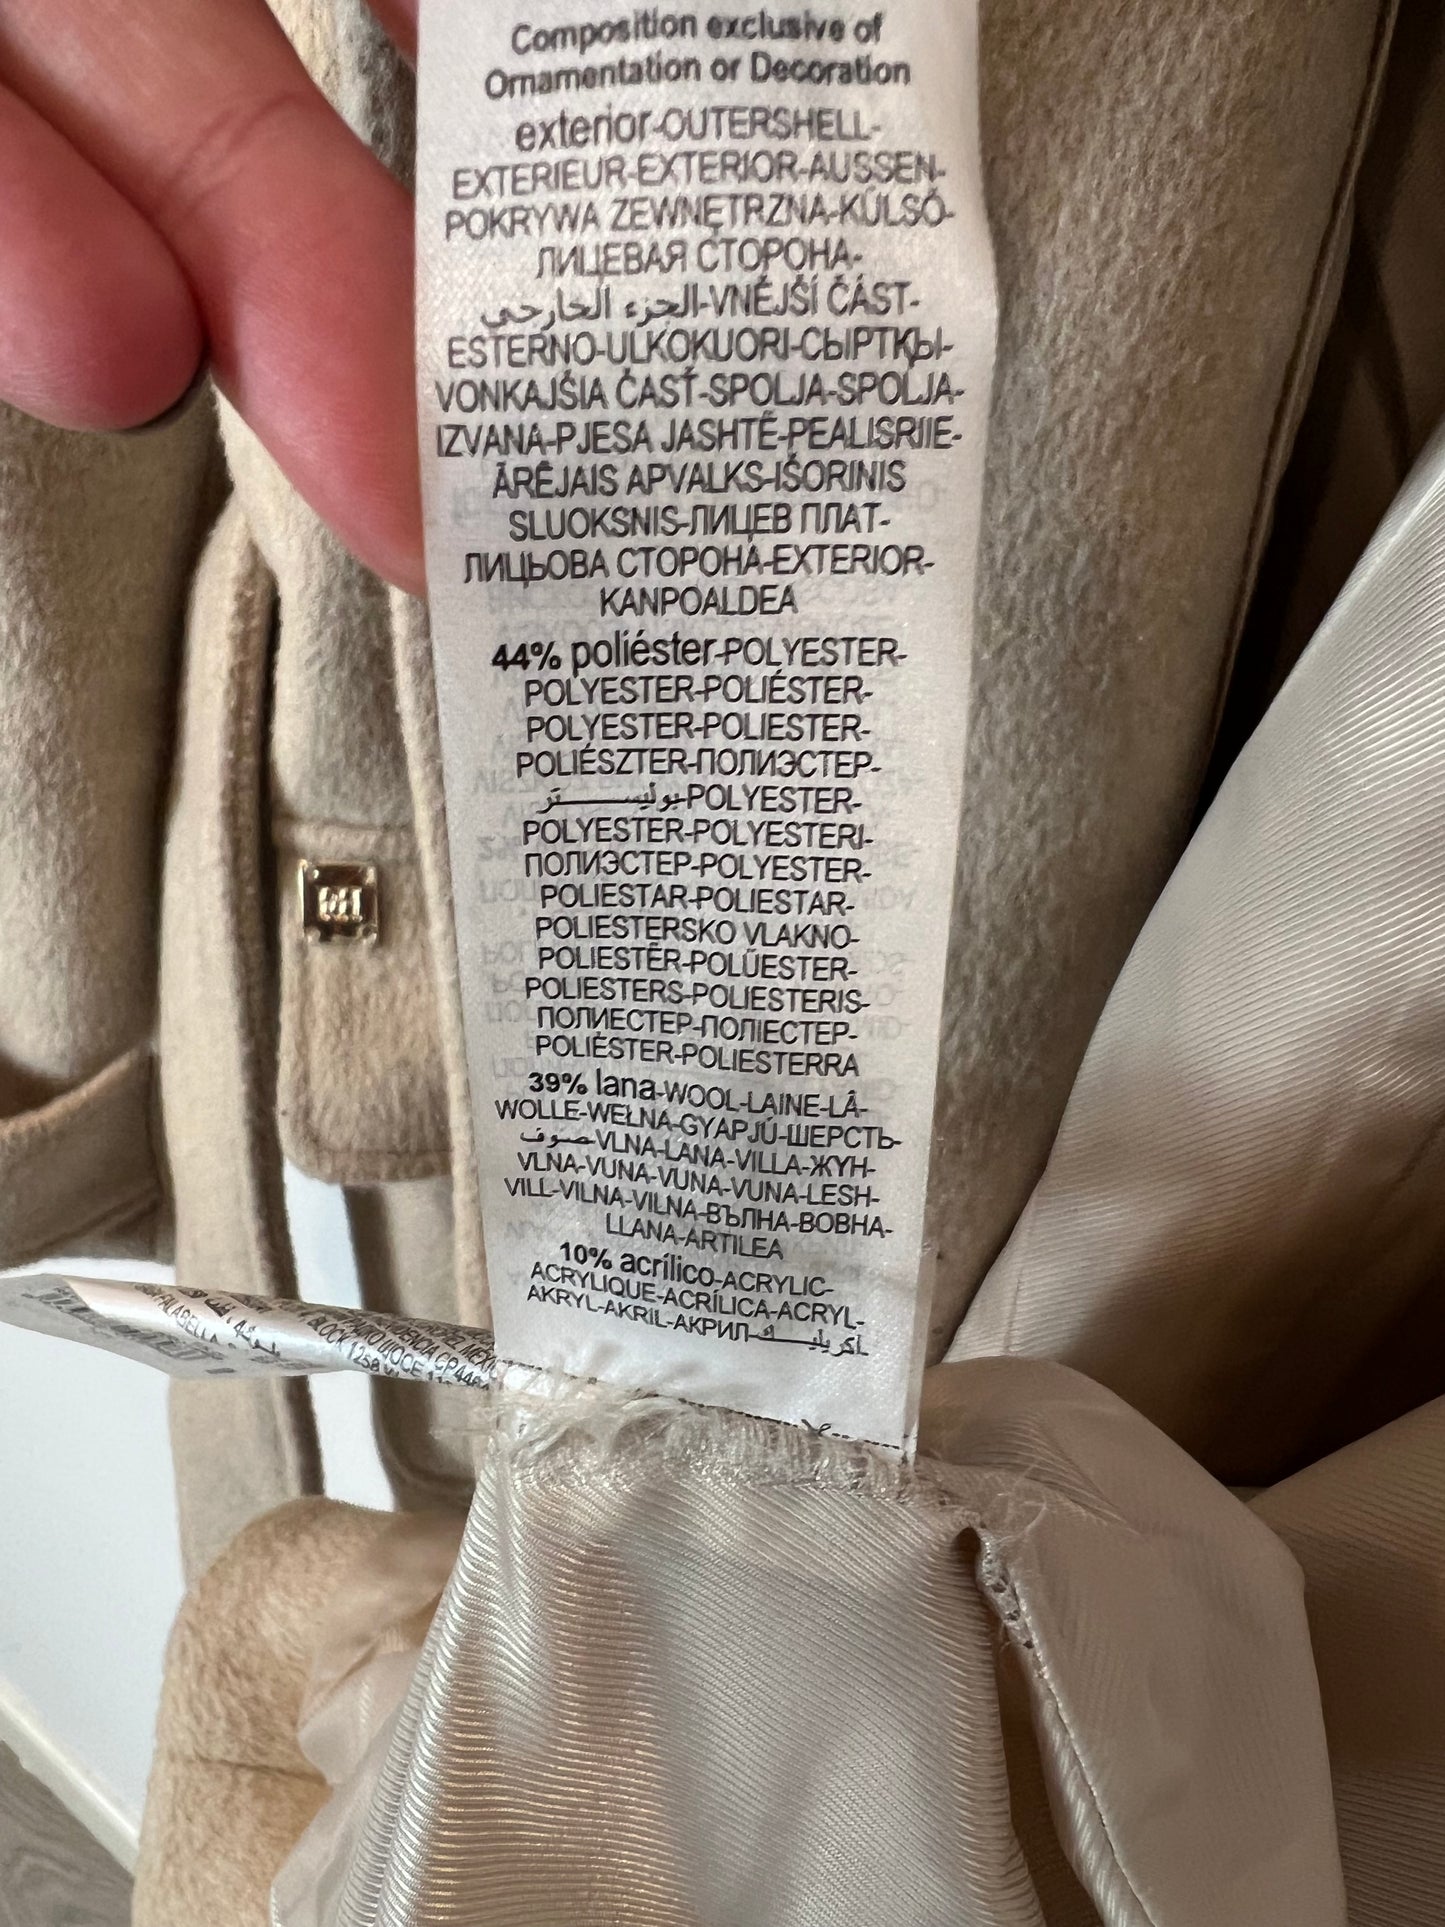 Composition exclusive of
Ornamentation or Decoration
exterior-OUTERSHELL-
EXTERIEUR-EXTERIOR-AUSSEN-
POKRYWA ZEWNĘTRZNA-KÚLSÓ-
ЛИЦЕВАЯ СТОРОНА-
الجزء الخارجي-VNĚJŠÍ ČÁST-
ESTERNO-ULKOKUORI-СЫРТҚЫ-
VONKAJŠIA ČASŤ-SPOLJA-SPOLJA-
IZVANA-PJESA JASHTË-PEALISRIIE-
ĀRĒJAIS APVALKS-IŠORINIS
SLUOKSNIS-ЛИЦЕВ ПЛАТ-
ЛИЦЬОВА СТОРОНА-EXTERIOR-
KANPOALDEA
44% poliéster-POLYESTER-
POLYESTER-POLIÉSTER-
POLYESTER-POLIESTER-
POLIÉSZTER-ПОЛИЭСТЕР-
بوليستر-POLYESTER-
POLYESTER-POLYESTERI-
ПОЛИЭСТЕР-POLYESTER-
POLIESTAR-POLIESTAR-
POLIESTERSKO VLAKNO-
POLIESTËR-POLÜESTER-
POLIESTERS-POLIESTERIS-
ПОЛИЕСТЕР-ПОЛІЕСТЕР-
POLIÈSTER-POLIESTERRA
39% lana-WOOL-LAINE-LÃ-
WOLLE-WEŁNA-GYAPJÚ-ШЕРСТЬ-
صوف-VLNA-LANA-VILLA-ЖҮН-
VLNA-VUNA-VUNA-VUNA-LESH-
VILL-VILNA-VILNA-ВЪЛНА-ВОВНА-
LLANA-ARTILEA
10% acrílico-ACRYLIC-
ACRYLIQUE-ACRÍLICA-ACRYL-
AKRYL-AKRIL-АКРИЛ-أكريليك
BLOCK 1258
FALABELLA